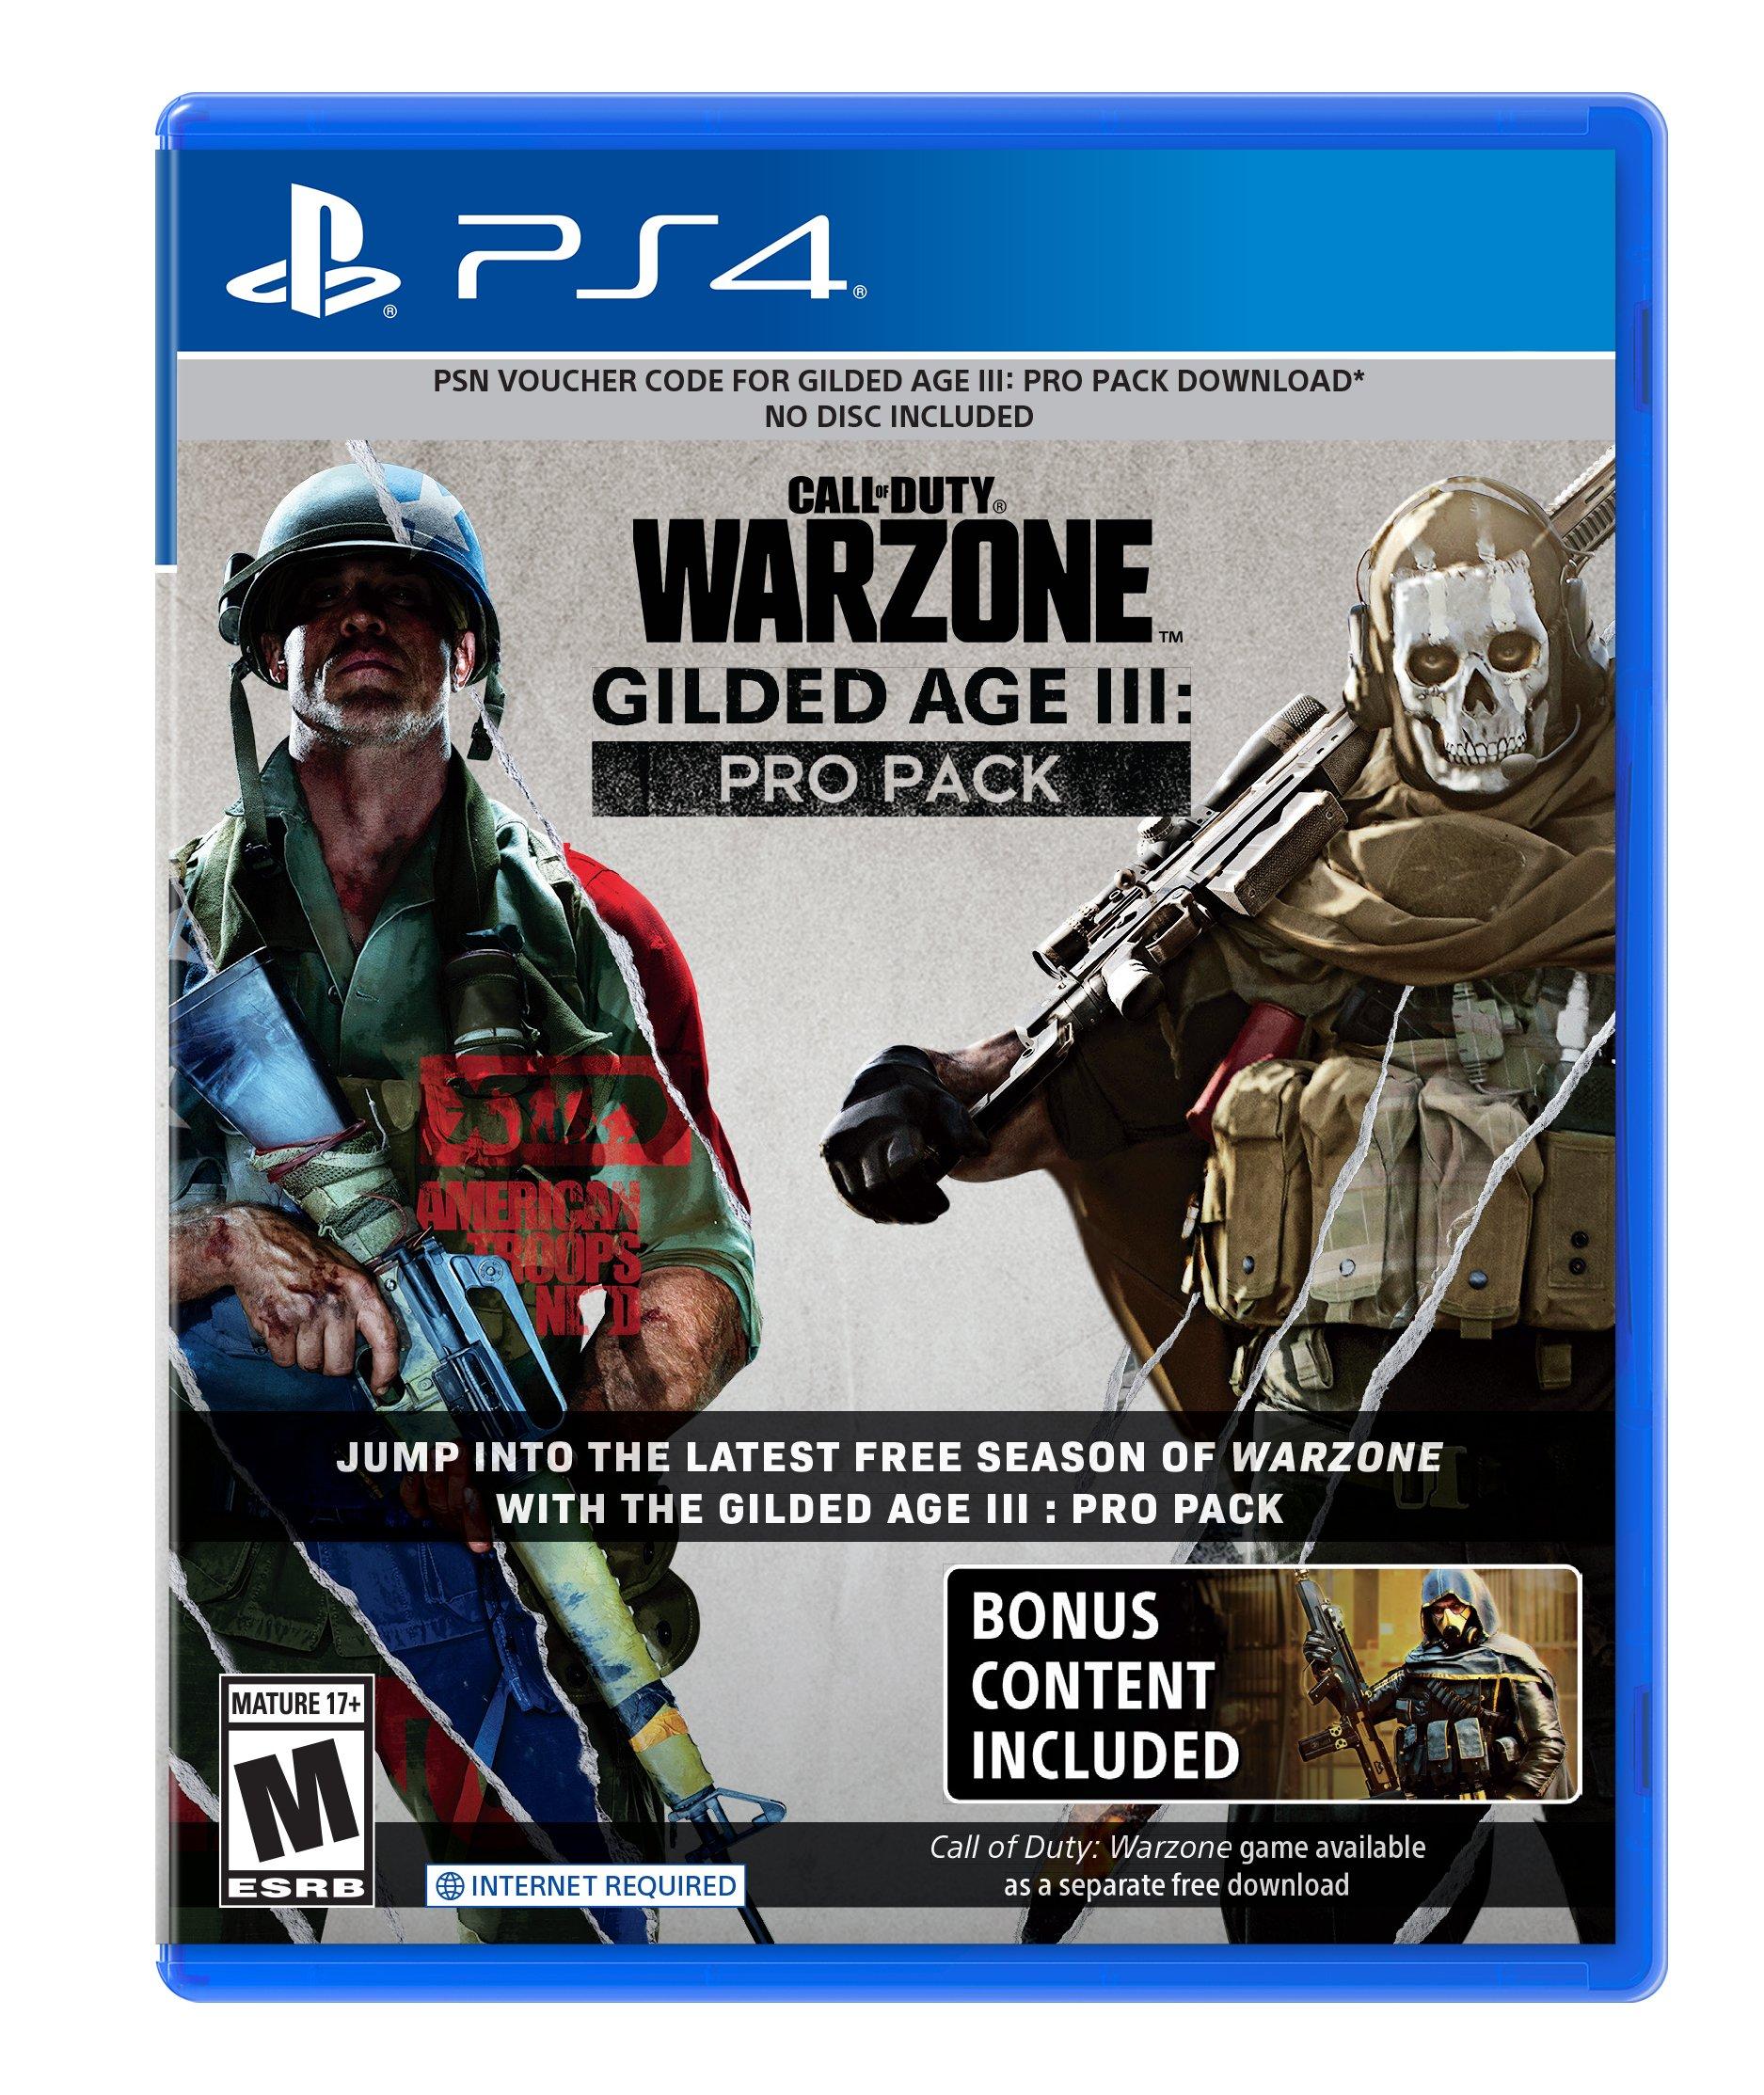 PS4®
PSN VOUCHER CODE FOR GILDED AGE III: PRO PACK DOWNLOAD*
NO DISC INCLUDED
CALL OF DUTY®
WARZONE™
GILDED AGE III:
PRO PACK
AMERICAN
TROOPS
JUMP INTO THE LATEST FREE SEASON OF WARZONE
WITH THE GILDED AGE III : PRO PACK
BONUS
CONTENT
INCLUDED
MATURE 17+
M
ESRB
INTERNET REQUIRED
Call of Duty: Warzone game available
as a separate free download